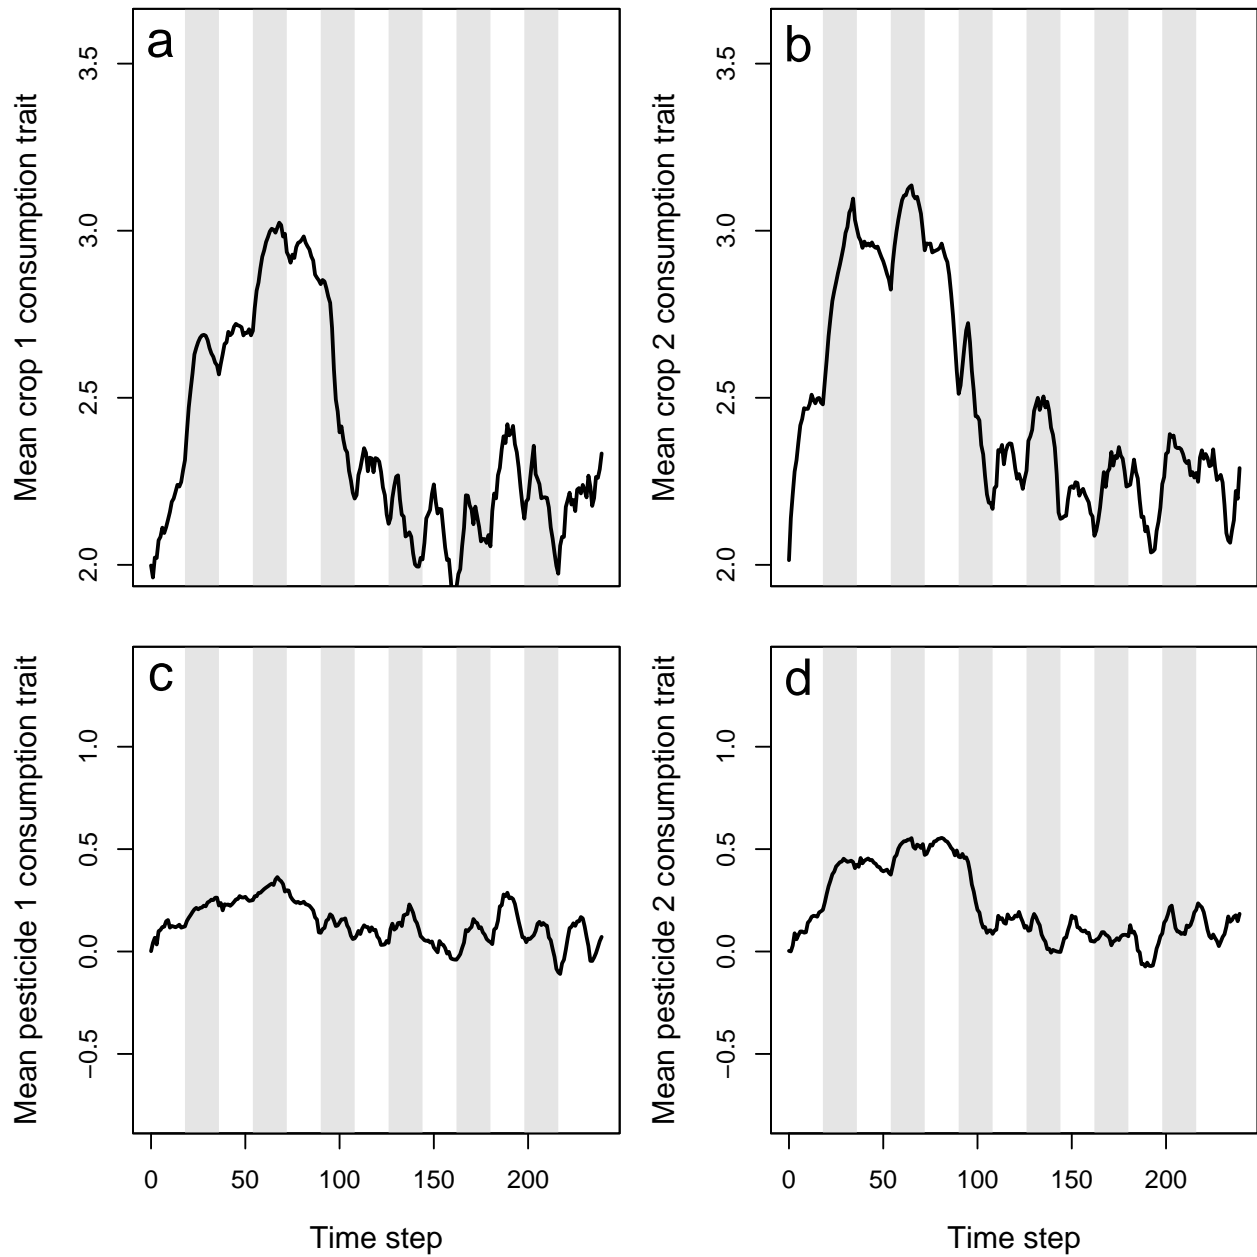 a
Mean crop 1 consumption trait
3.5
3.0
2.5
2.0
b
Mean crop 2 consumption trait
3.5
3.0
2.5
2.0
c
Mean pesticide 1 consumption trait
1.0
0.5
0.0
−0.5
0 50 100 150 200
Time step
d
Mean pesticide 2 consumption trait
1.0
0.5
0.0
−0.5
0 50 100 150 200
Time step